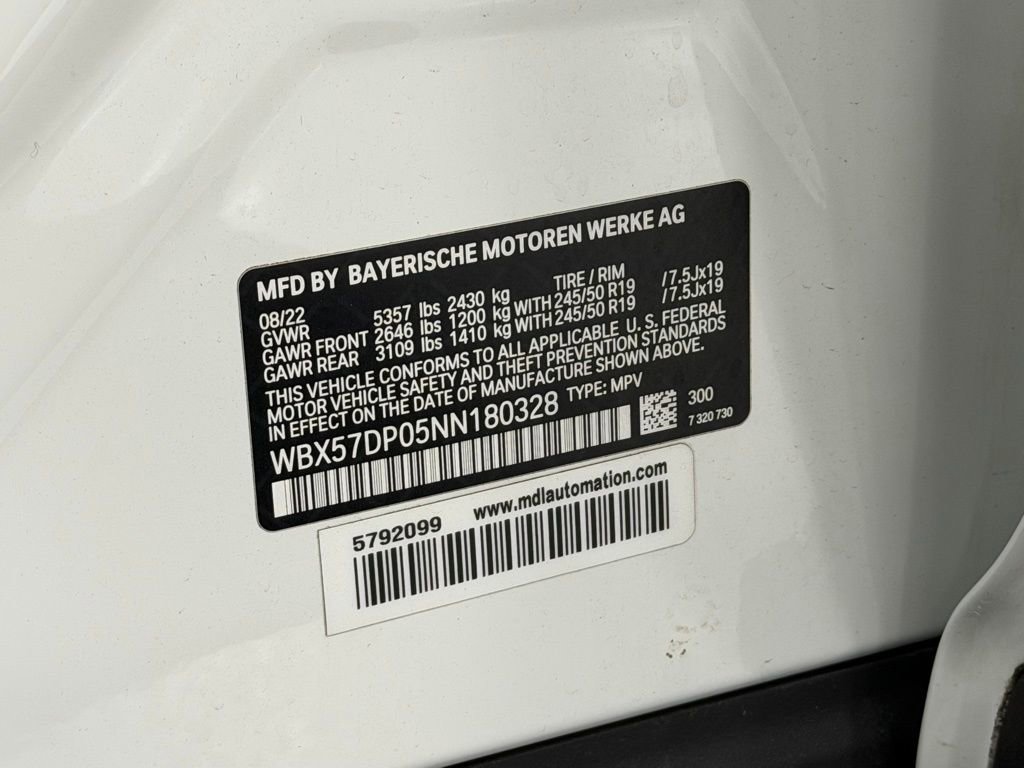 MFD BY BAYERISCHE MOTOREN WERKE AG
08/22 TIRE / RIM
GVWR 5357 lbs 2430 kg
GAWR FRONT 2646 lbs 1200 kg WITH 245/50 R19 /7.5Jx19
GAWR REAR 3109 lbs 1410 kg WITH 245/50 R19 /7.5Jx19
THIS VEHICLE CONFORMS TO ALL APPLICABLE U. S. FEDERAL
MOTOR VEHICLE SAFETY AND THEFT PREVENTION STANDARDS
IN EFFECT ON THE DATE OF MANUFACTURE SHOWN ABOVE.
WBX57DP05NN180328 TYPE: MPV
300
7 320 730
5792099 www.mdlautomation.com